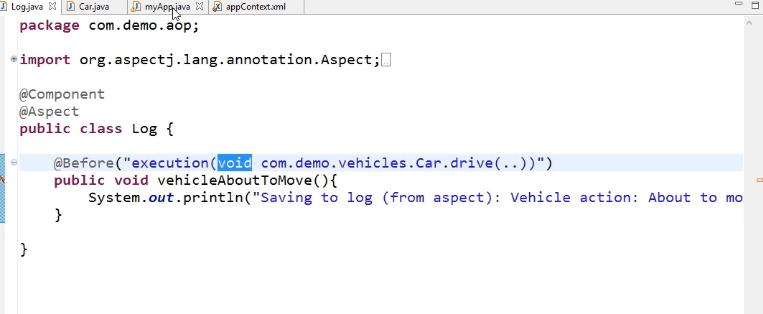 Log.java Car.java myApp.java appContext.xml
package com.demo.aop;
import org.aspectj.lang.annotation.Aspect;
@Component
@Aspect
public class Log {
@Before("execution(void com.demo.vehicles.Car.drive(..))")
public void vehicleAboutToMove(){
System.out.println("Saving to log (from aspect): Vehicle action: About to mo
}
}